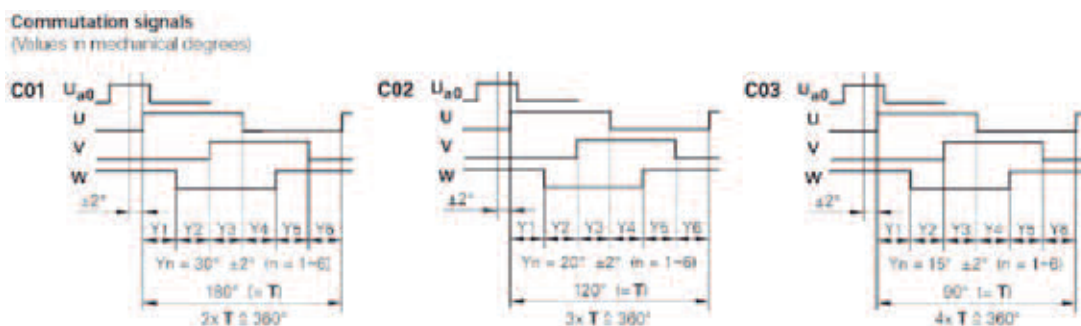 Commutation signals
(Values in mechanical degrees)
C01 Ua0
U
V
W
±2°
Y1 Y2 Y3 Y4 Y5 Y6
Yn = 30° ±2° (n = 1–6)
180° (= T)
2x T ≙ 360°
C02 Ua0
U
V
W
±2°
Y1 Y2 Y3 Y4 Y5 Y6
Yn = 20° ±2° (n = 1–6)
120° (= T)
3x T ≙ 360°
C03 Ua0
U
V
W
±2°
Y1 Y2 Y3 Y4 Y5 Y6
Yn = 15° ±2° (n = 1–6)
90° (= T)
4x T ≙ 360°